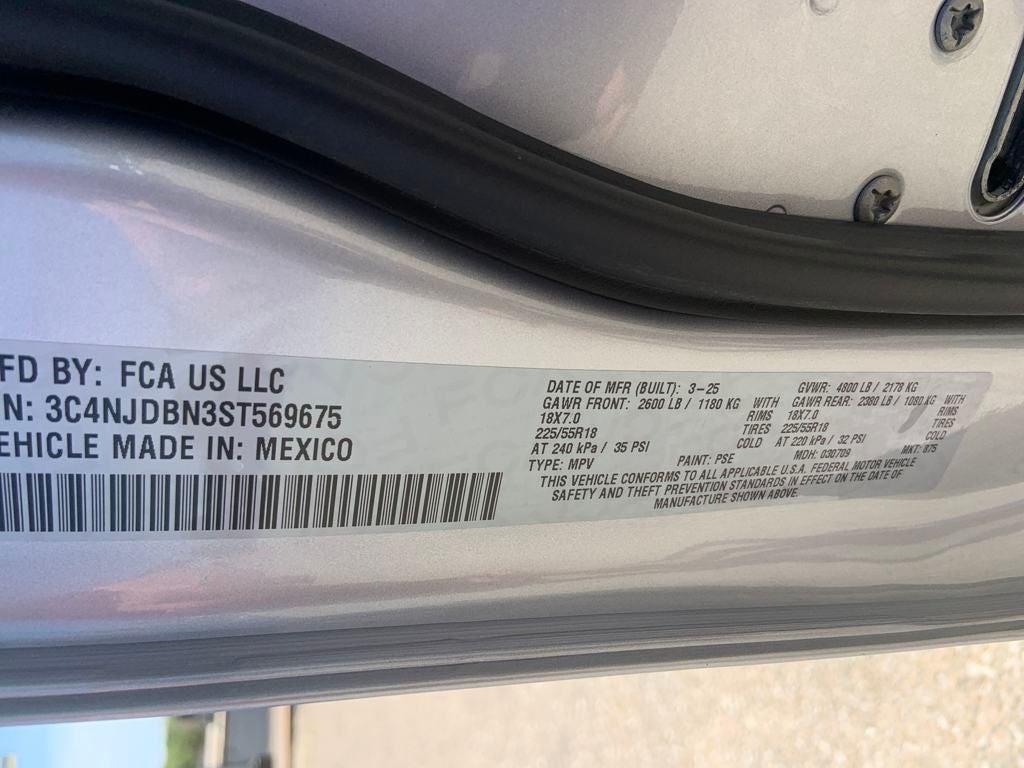 FD BY: FCA US LLC
N: 3C4NJDBN3ST569675
EHICLE MADE IN: MEXICO
DATE OF MFR (BUILT): 3-25 GVWR: 4800 LB / 2178 KG
GAWR FRONT: 2600 LB / 1180 KG WITH GAWR REAR: 2380 LB / 1080 KG WITH
18X7.0 RIMS 18X7.0 RIMS
225/55R18 TIRES 225/55R18 TIRES
AT 240 kPa / 35 PSI COLD AT 220 kPa / 32 PSI COLD
TYPE: MPV PAINT: PSE MDH: 030709 MKT: 875
THIS VEHICLE CONFORMS TO ALL APPLICABLE U.S.A. FEDERAL MOTOR VEHICLE
SAFETY AND THEFT PREVENTION STANDARDS IN EFFECT ON THE DATE OF
MANUFACTURE SHOWN ABOVE.